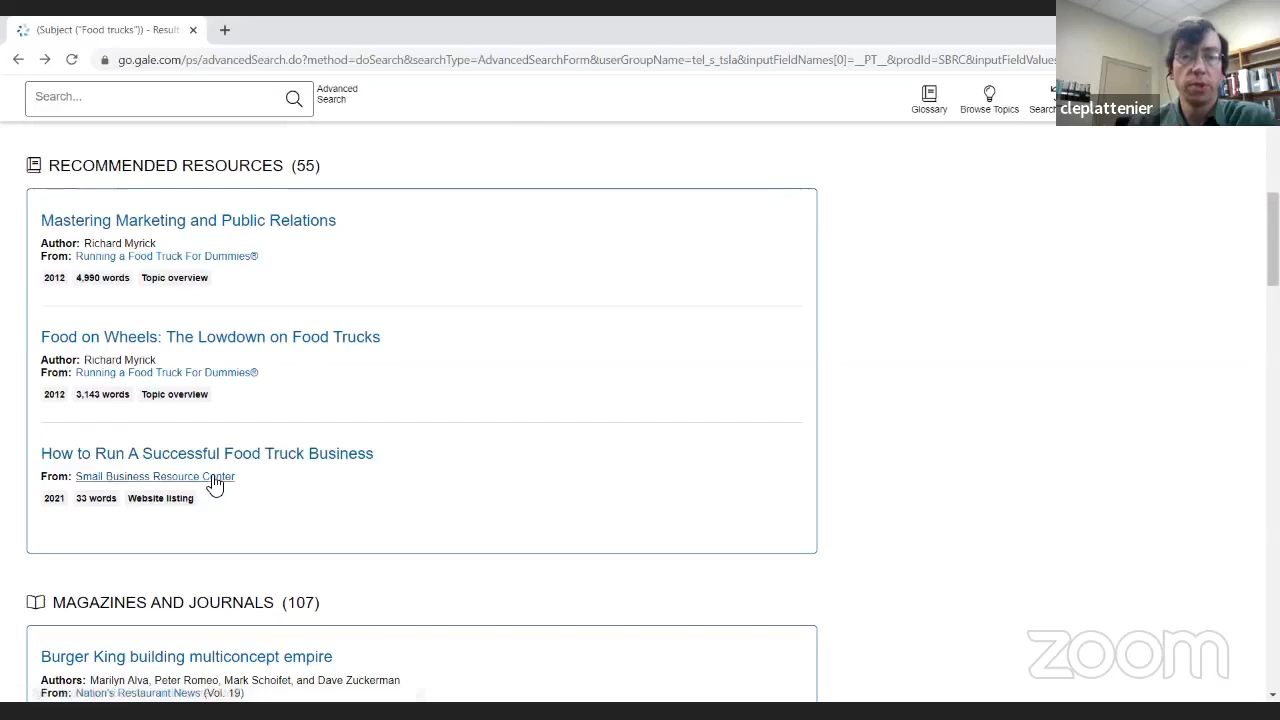 (Subject ("Food trucks")) - Result
go.gale.com/ps/advancedSearch.do?method=doSearch&searchType=AdvancedSearchForm&userGroupName=tel_s_tsla&inputFieldNames[0]=__PT__&prodId=SBRC&inputFieldValues
cleplattenier
Search...
Advanced
Search
Glossary
Browse Topics
Search
RECOMMENDED RESOURCES (55)
Mastering Marketing and Public Relations
Author: Richard Myrick
From: Running a Food Truck For Dummies®
2012 4,990 words Topic overview
Food on Wheels: The Lowdown on Food Trucks
Author: Richard Myrick
From: Running a Food Truck For Dummies®
2012 3,143 words Topic overview
How to Run A Successful Food Truck Business
From: Small Business Resource Center
2021 33 words Website listing
MAGAZINES AND JOURNALS (107)
Burger King building multiconcept empire
Authors: Marilyn Alva, Peter Romeo, Mark Schoifet, and Dave Zuckerman
From: Nation's Restaurant News (Vol. 19)
zoom